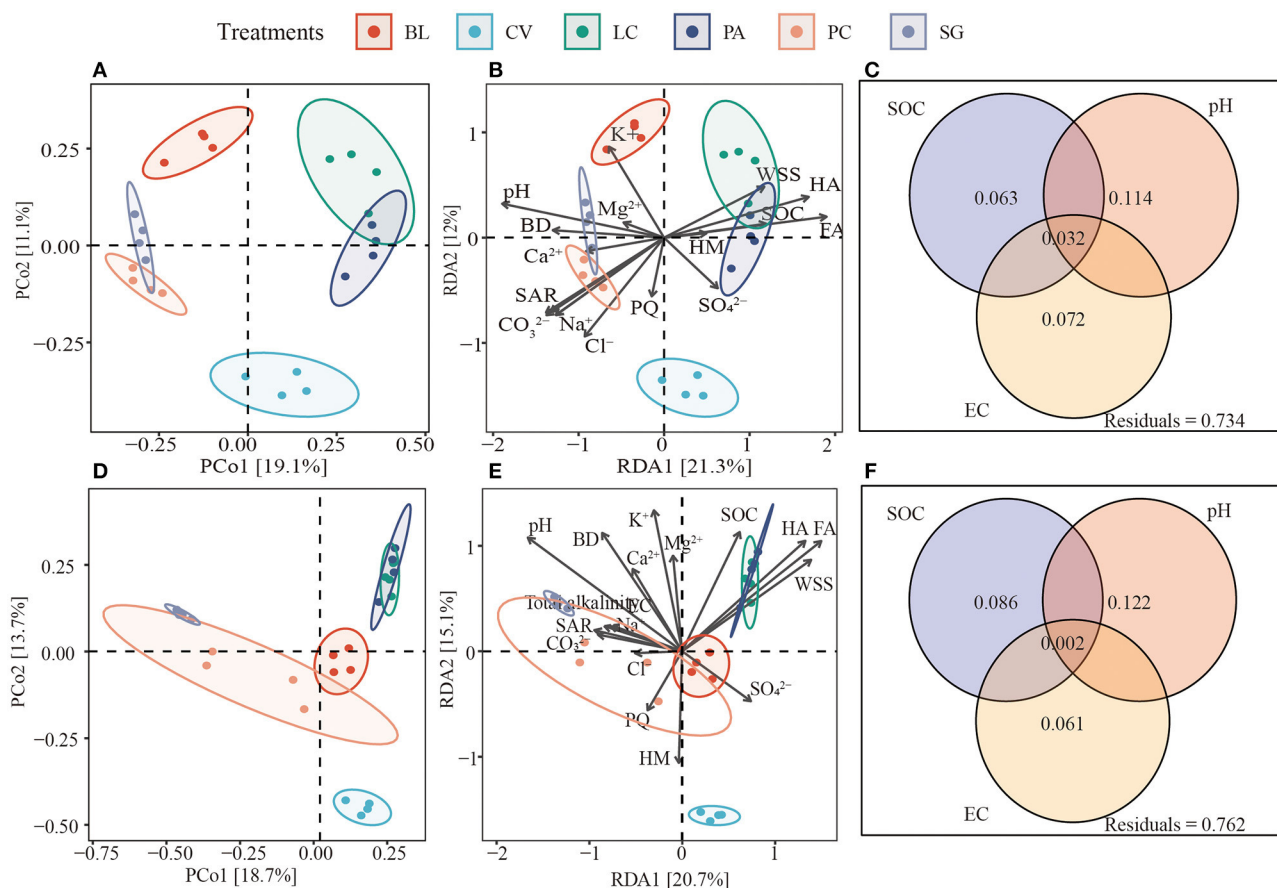 Treatments BL CV LC PA PC SG
A
PCo2 [11.1%]
0.25
0.00
−0.25
−0.25 0.00 0.25 0.50
PCo1 [19.1%]
B
RDA2 [12%]
1
0
−1
−2 −1 0 1 2
RDA1 [21.3%]
K+
pH
Mg²⁺
BD
Ca²⁺
SAR
CO₃²⁻
Na⁺
Cl⁻
PQ
WSS
HA
SOC
FA
HM
SO₄²⁻
C
SOC
pH
0.063
0.114
0.032
0.072
EC
Residuals = 0.734
D
PCo2 [13.7%]
0.25
0.00
−0.25
−0.50
−0.75 −0.50 −0.25 0.00 0.25
PCo1 [18.7%]
E
RDA2 [15.1%]
1
0
−1
−2 −1 0 1
RDA1 [20.7%]
pH
BD
K⁺
Ca²⁺
Mg²⁺
SOC
HA FA
WSS
Total alkalinity
EC
SAR
Na
CO₃²⁻
Cl⁻
PQ
HM
SO₄²⁻
F
SOC
pH
0.086
0.122
0.002
0.061
EC
Residuals = 0.762